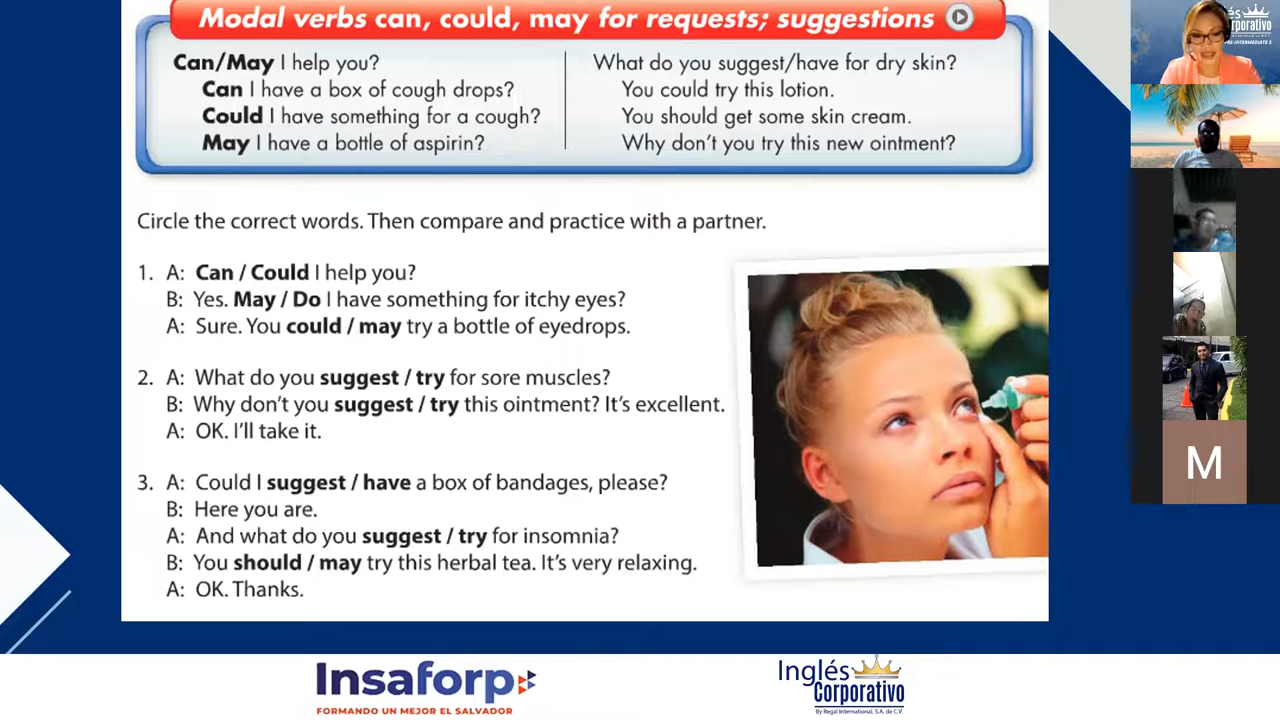 Modal verbs can, could, may for requests; suggestions
Can/May I help you?
Can I have a box of cough drops?
Could I have something for a cough?
May I have a bottle of aspirin?
What do you suggest/have for dry skin?
You could try this lotion.
You should get some skin cream.
Why don't you try this new ointment?
Circle the correct words. Then compare and practice with a partner.
1. A: Can / Could I help you?
B: Yes. May / Do I have something for itchy eyes?
A: Sure. You could / may try a bottle of eyedrops.
2. A: What do you suggest / try for sore muscles?
B: Why don't you suggest / try this ointment? It's excellent.
A: OK. I'll take it.
3. A: Could I suggest / have a box of bandages, please?
B: Here you are.
A: And what do you suggest / try for insomnia?
B: You should / may try this herbal tea. It's very relaxing.
A: OK. Thanks.
M
Insaforp
FORMANDO UN MEJOR EL SALVADOR
Inglés
Corporativo
By Regal International, S.A. de C.V.